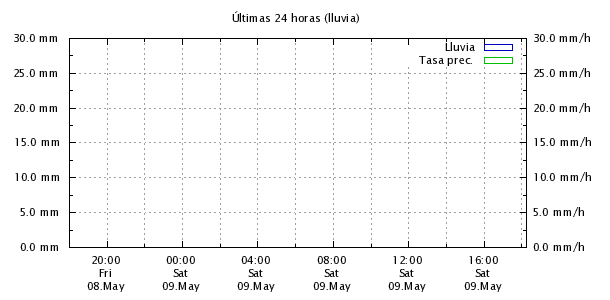 Últimas 24 horas (lluvia)
30.0 mm
30.0 mm/h
Lluvia
Tasa prec.
25.0 mm
25.0 mm/h
20.0 mm
20.0 mm/h
15.0 mm
15.0 mm/h
10.0 mm
10.0 mm/h
5.0 mm
5.0 mm/h
0.0 mm
0.0 mm/h
20:00 00:00 04:00 08:00 12:00 16:00
Fri Sat Sat Sat Sat Sat
08.May 09.May 09.May 09.May 09.May 09.May